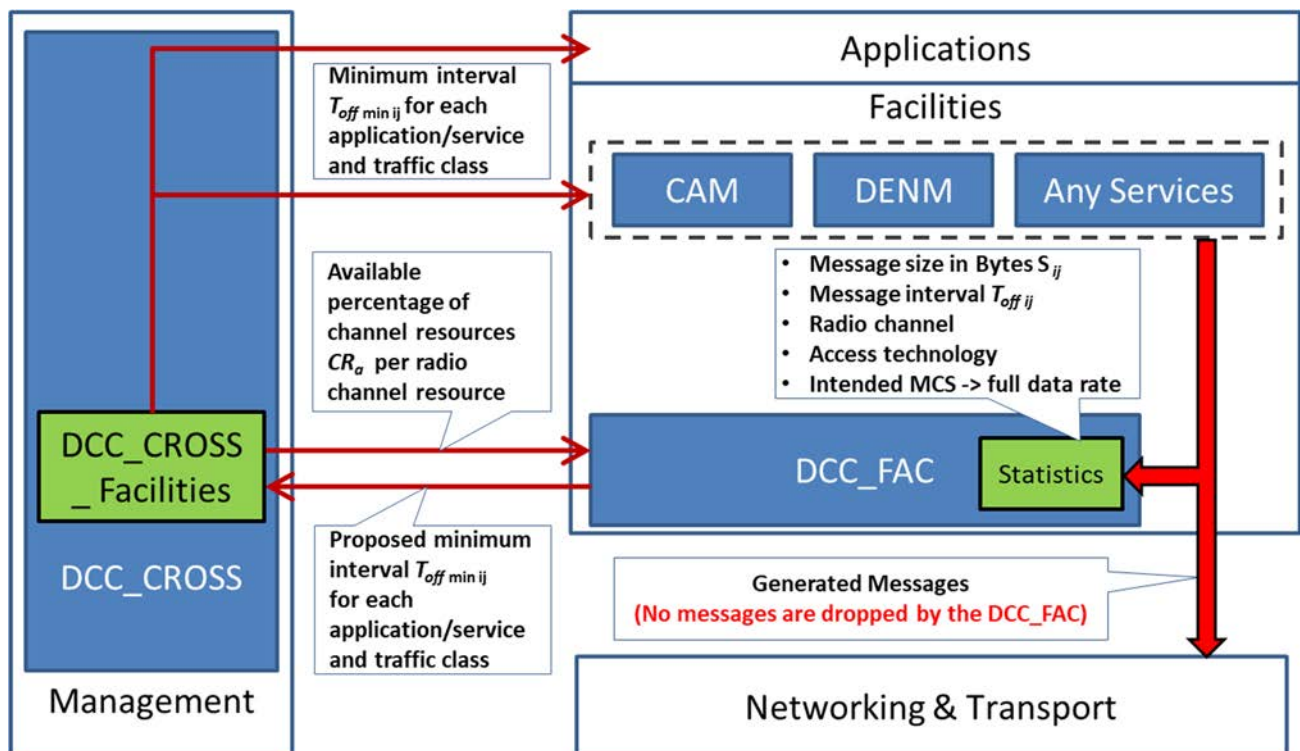 Applications
Minimum interval
T_off min ij for each
application/service
and traffic class
Facilities
CAM
DENM
Any Services
Available
percentage of
channel resources
CR_a per radio
channel resource
• Message size in Bytes S_ij
• Message interval T_off ij
• Radio channel
• Access technology
• Intended MCS -> full data rate
DCC_CROSS
_ Facilities
DCC_FAC
Statistics
DCC_CROSS
Proposed minimum
interval T_off min ij
for each
application/service
and traffic class
Generated Messages
(No messages are dropped by the DCC_FAC)
Management
Networking & Transport